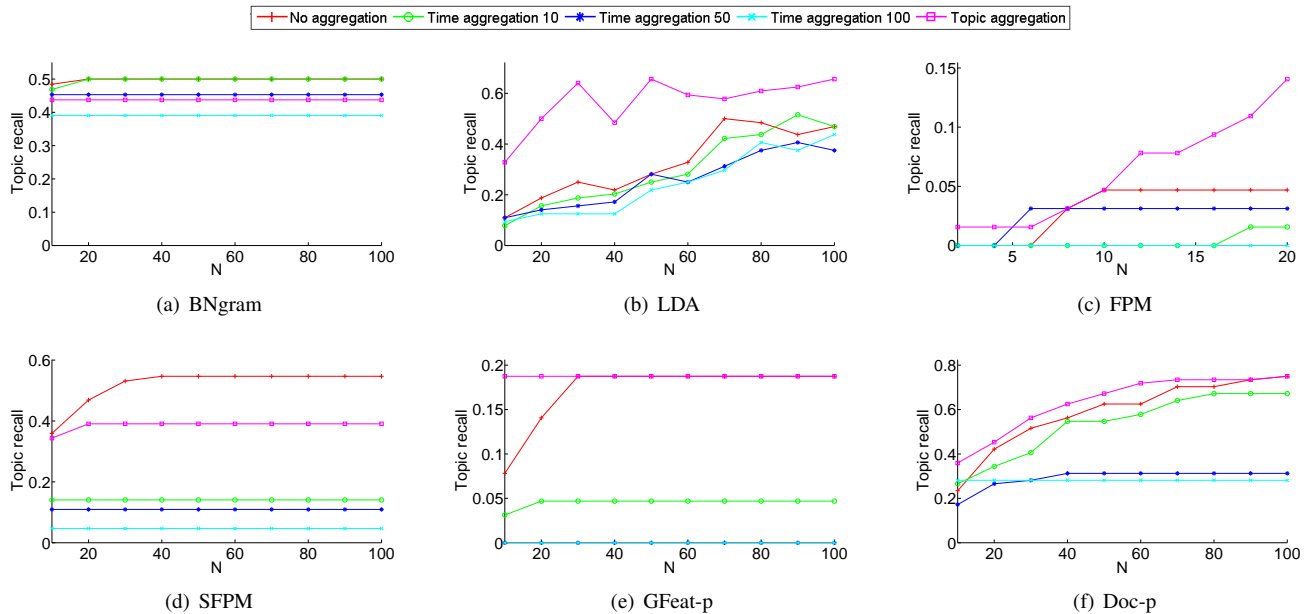 No aggregation Time aggregation 10 Time aggregation 50 Time aggregation 100 Topic aggregation
0.5
0.4
0.3
0.2
0.1
0
Topic recall
20 40 60 80 100
N
(a) BNgram
0.6
0.4
0.2
0
Topic recall
20 40 60 80 100
N
(b) LDA
0.15
0.1
0.05
0
Topic recall
5 10 15 20
N
(c) FPM
0.6
0.4
0.2
0
Topic recall
20 40 60 80 100
N
(d) SFPM
0.2
0.15
0.1
0.05
0
Topic recall
20 40 60 80 100
N
(e) GFeat-p
0.8
0.6
0.4
0.2
0
Topic recall
20 40 60 80 100
N
(f) Doc-p